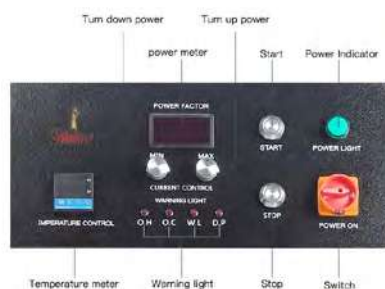 Turn down power
Turn up power
power meter
Start
Power Indicator
POWER FACTOR
START
POWER LIGHT
MIN
MAX
CURRENT CONTROL
WARNING LIGHT
O.H
O.C
W.L
D.P
STOP
POWER ON
IMPERATURE CONTROL
Temperature meter
Warning light
Stop
Switch